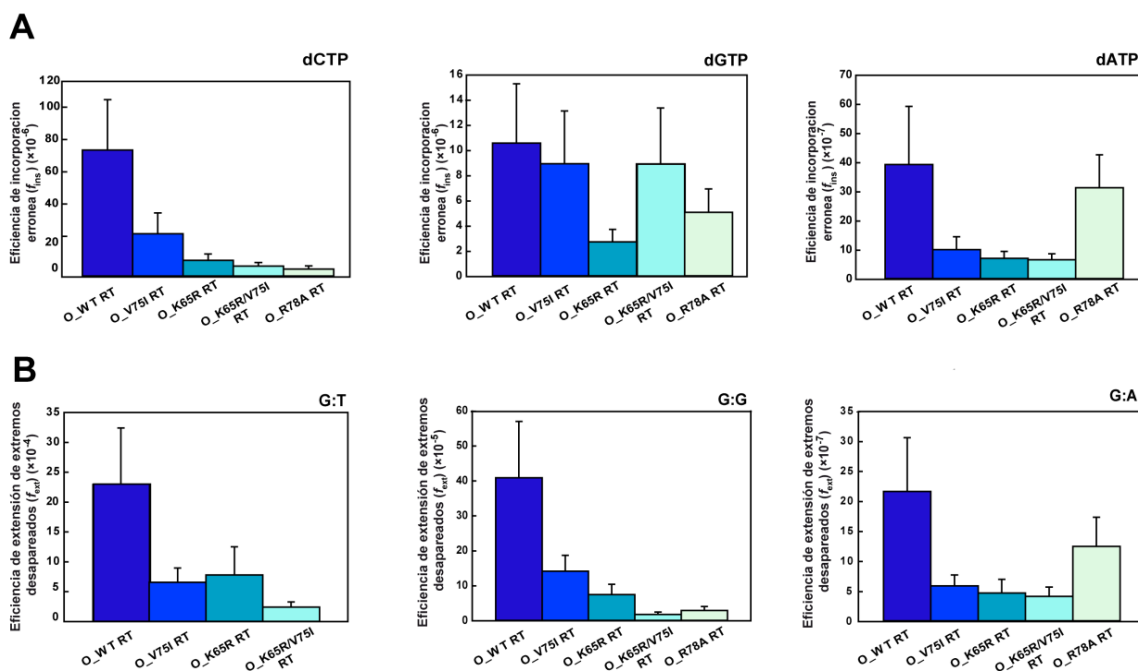 A
dCTP
Eficiencia de incorporacion
erronea (fins) (×10-6)
120
100
80
60
40
20
0
O_WT RT
O_V75I RT
O_K65R RT
O_K65R/V75I
RT
O_R78A RT
dGTP
Eficiencia de incorporacion
erronea (fins) (×10-6)
16
14
12
10
8
6
4
2
0
O_WT RT
O_V75I RT
O_K65R RT
O_K65R/V75I
RT
O_R78A RT
dATP
Eficiencia de incorporacion
erronea (fins) (×10-7)
70
60
50
40
30
20
10
0
O_WT RT
O_V75I RT
O_K65R RT
O_K65R/V75I
RT
O_R78A RT
B
G:T
Eficiencia de extensión de extremos
desapareados (fext) (×10-4)
35
30
25
20
15
10
5
0
O_WT RT
O_V75I RT
O_K65R RT
O_K65R/V75I
RT
G:G
Eficiencia de extensión de extremos
desapareados (fext) (×10-5)
60
50
40
30
20
10
0
O_WT RT
O_V75I RT
O_K65R RT
O_K65R/V75I
RT
O_R78A RT
G:A
Eficiencia de extensión de extremos
desapareados (fext) (×10-7)
35
30
25
20
15
10
5
0
O_WT RT
O_V75I RT
O_K65R RT
O_K65R/V75I
RT
O_R78A RT